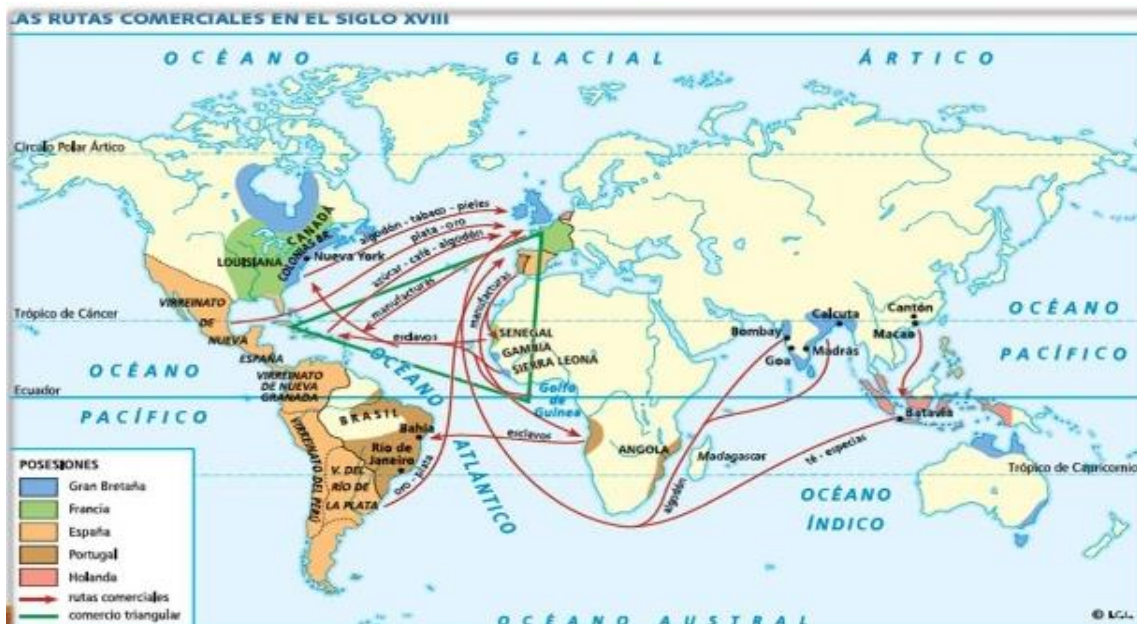 AS RUTAS COMERCIALES EN EL SIGLO XVIII
OCÉANO GLACIAL ÁRTICO
Círculo Polar Ártico
CANADÁ
LOUISIANA
COLONIAS BR.
Nueva York
algodón - tabaco - pieles
plata - oro
azúcar - café - algodón
manufacturas
manufacturas
esclavos
Trópico de Cáncer
VIRREINATO
DE
NUEVA
ESPAÑA
OCÉANO
PACÍFICO
Ecuador
VIRREINATO
DE NUEVA
GRANADA
BRASIL
Bahía
Río de
Janeiro
VIRREINATO DEL PERÚ
V. DEL
RÍO DE
LA PLATA
oro - plata
OCÉANO
ATLÁNTICO
SENEGAL
GAMBIA
SIERRA LEONA
Golfo
de
Guinea
esclavos
ANGOLA
Madagascar
Bombay
Goa
Madrás
Calcuta
Cantón
Macao
Batavia
algodón
té - especias
OCÉANO
PACÍFICO
OCÉANO
ÍNDICO
Trópico de Capricornio
POSESIONES
Gran Bretaña
Francia
España
Portugal
Holanda
rutas comerciales
comercio triangular
OCÉANO AUSTRAL